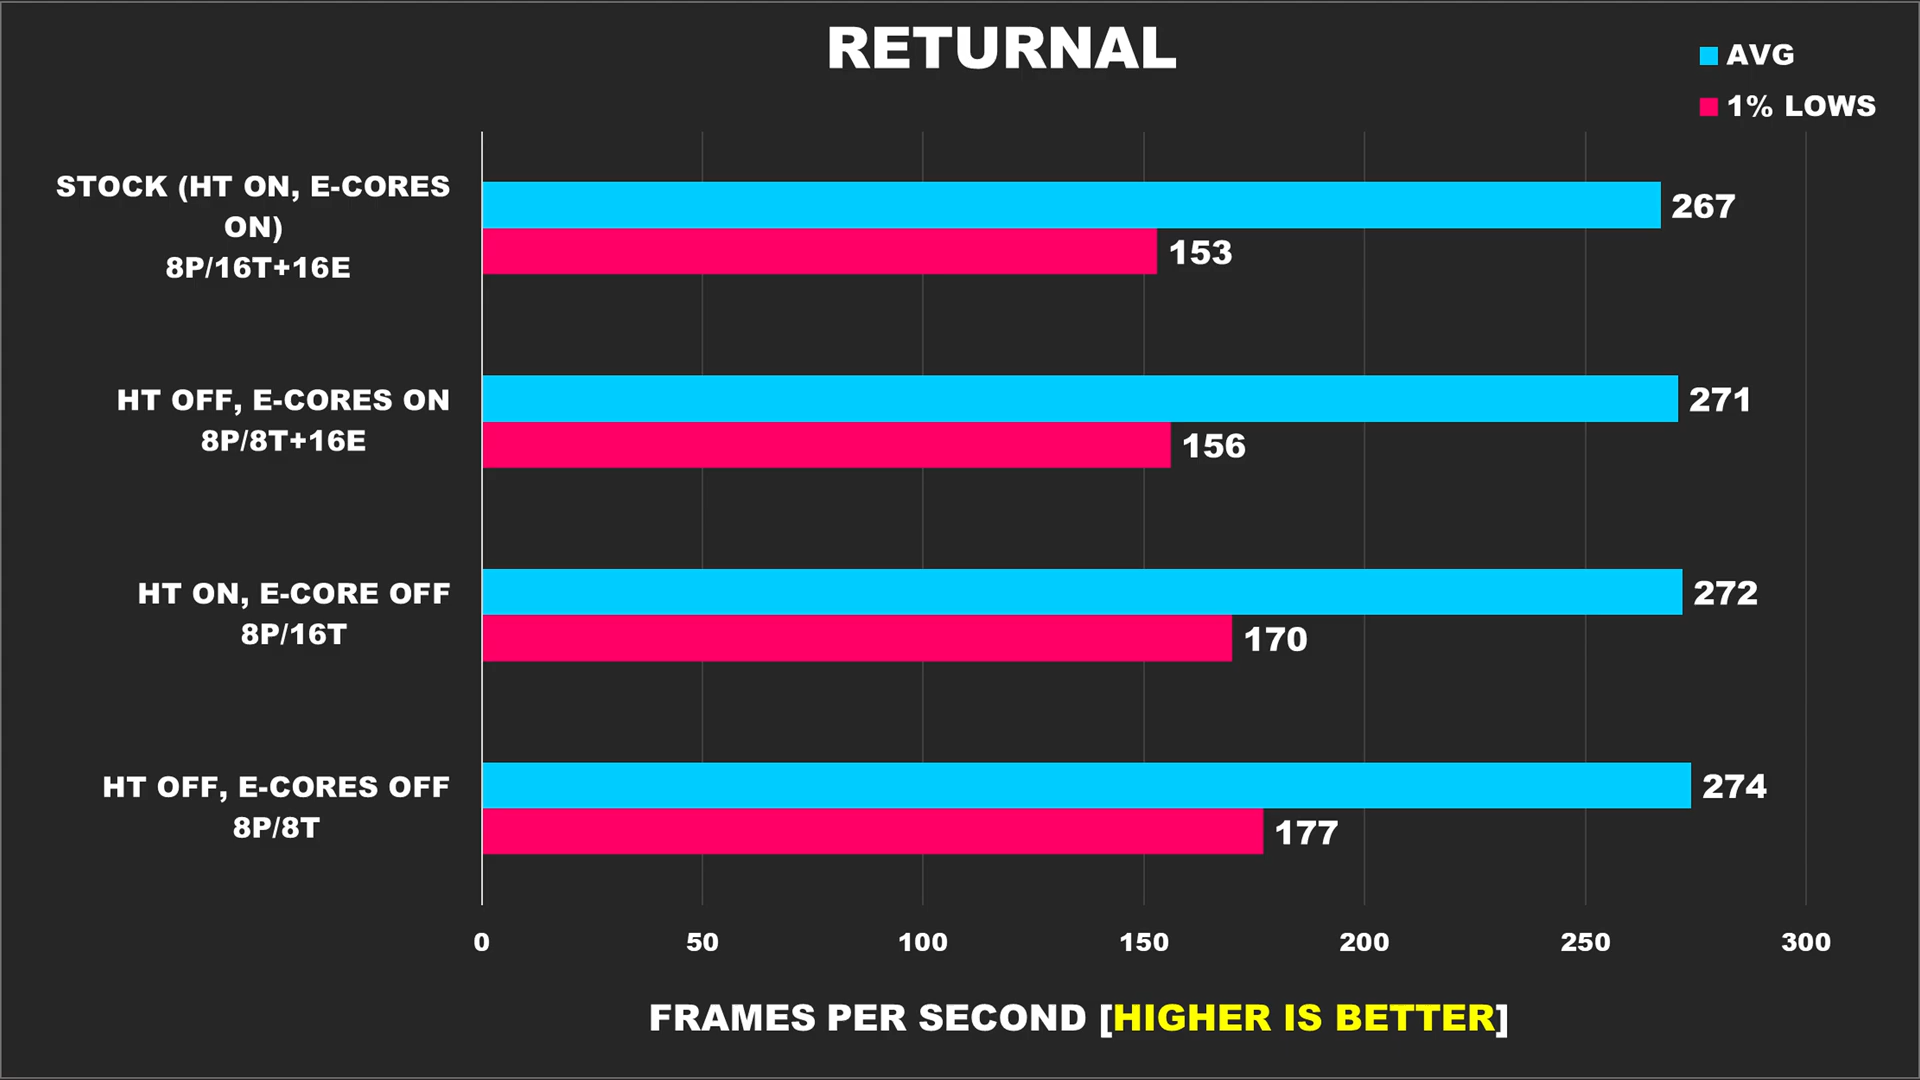 RETURNAL
AVG
1% LOWS
STOCK (HT ON, E-CORES
ON)
8P/16T+16E
267
153
HT OFF, E-CORES ON
8P/8T+16E
271
156
HT ON, E-CORE OFF
8P/16T
272
170
HT OFF, E-CORES OFF
8P/8T
274
177
0 50 100 150 200 250 300
FRAMES PER SECOND [HIGHER IS BETTER]